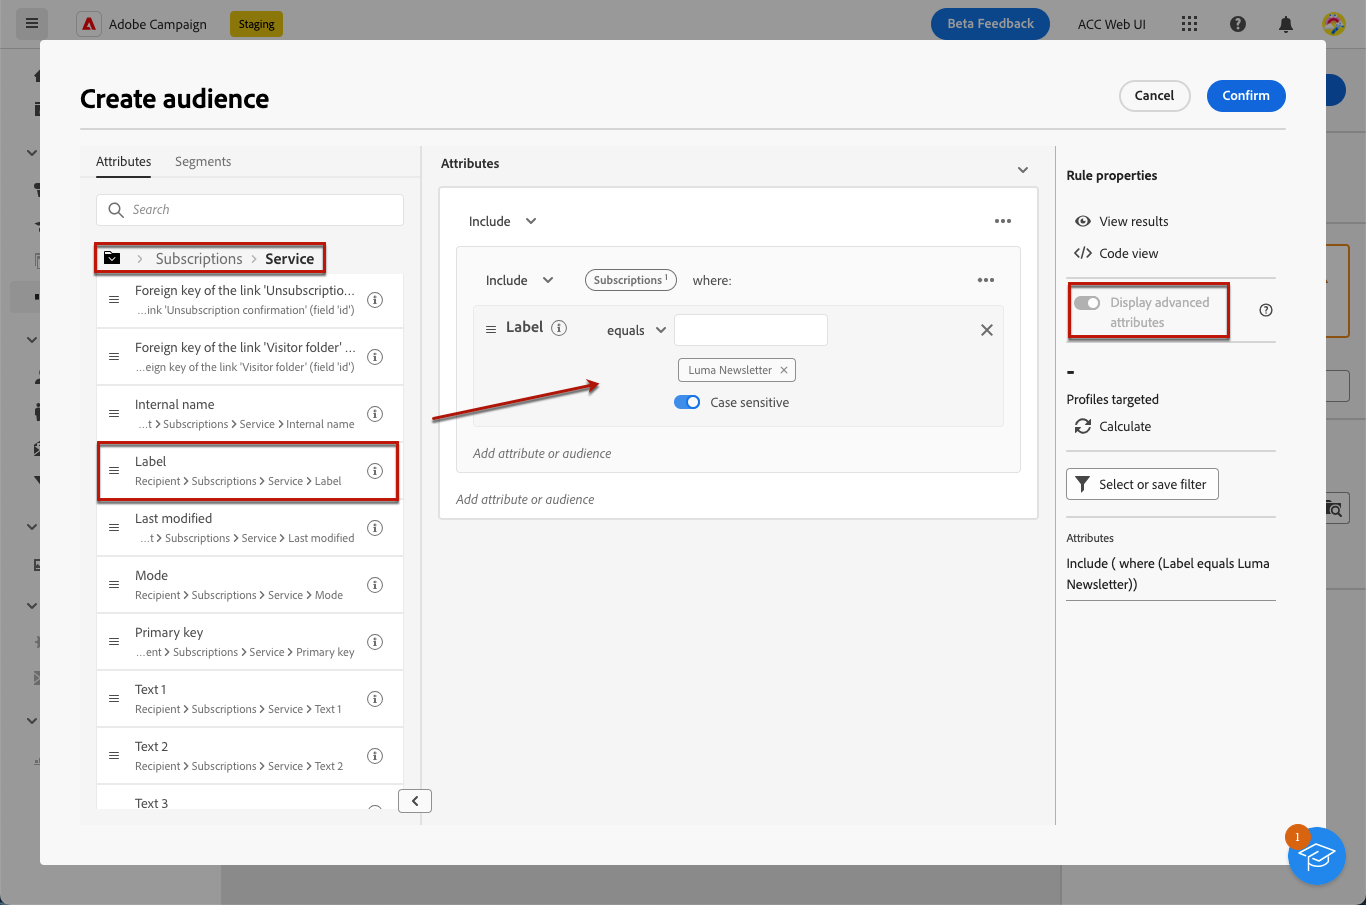 Adobe Campaign
Staging
Beta Feedback
ACC Web UI
Create audience
Cancel
Confirm
Attributes
Segments
Search
Subscriptions
Service
Foreign key of the link 'Unsubscriptio...
...ink 'Unsubscription confirmation' (field 'id')
Foreign key of the link 'Visitor folder' ...
...eign key of the link 'Visitor folder' (field 'id')
Internal name
...t > Subscriptions > Service > Internal name
Label
Recipient > Subscriptions > Service > Label
Last modified
...t > Subscriptions > Service > Last modified
Mode
Recipient > Subscriptions > Service > Mode
Primary key
...ent > Subscriptions > Service > Primary key
Text 1
Recipient > Subscriptions > Service > Text 1
Text 2
Recipient > Subscriptions > Service > Text 2
Text 3
Attributes
Include
Include
Subscriptions 1
where:
Label
equals
Luma Newsletter
Case sensitive
Add attribute or audience
Add attribute or audience
Rule properties
View results
Code view
Display advanced
attributes
-
Profiles targeted
Calculate
Select or save filter
Attributes
Include ( where (Label equals Luma
Newsletter))
1